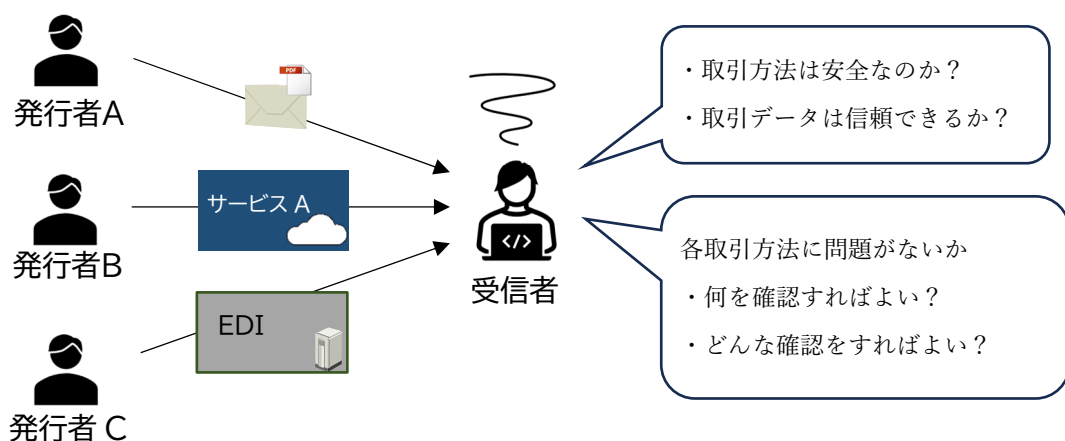 発行者A
PDF
・取引方法は安全なのか？
・取引データは信頼できるか？
発行者B
サービス A
</>
受信者
各取引方法に問題がないか
・何を確認すればよい？
・どんな確認をすればよい？
EDI
発行者 C